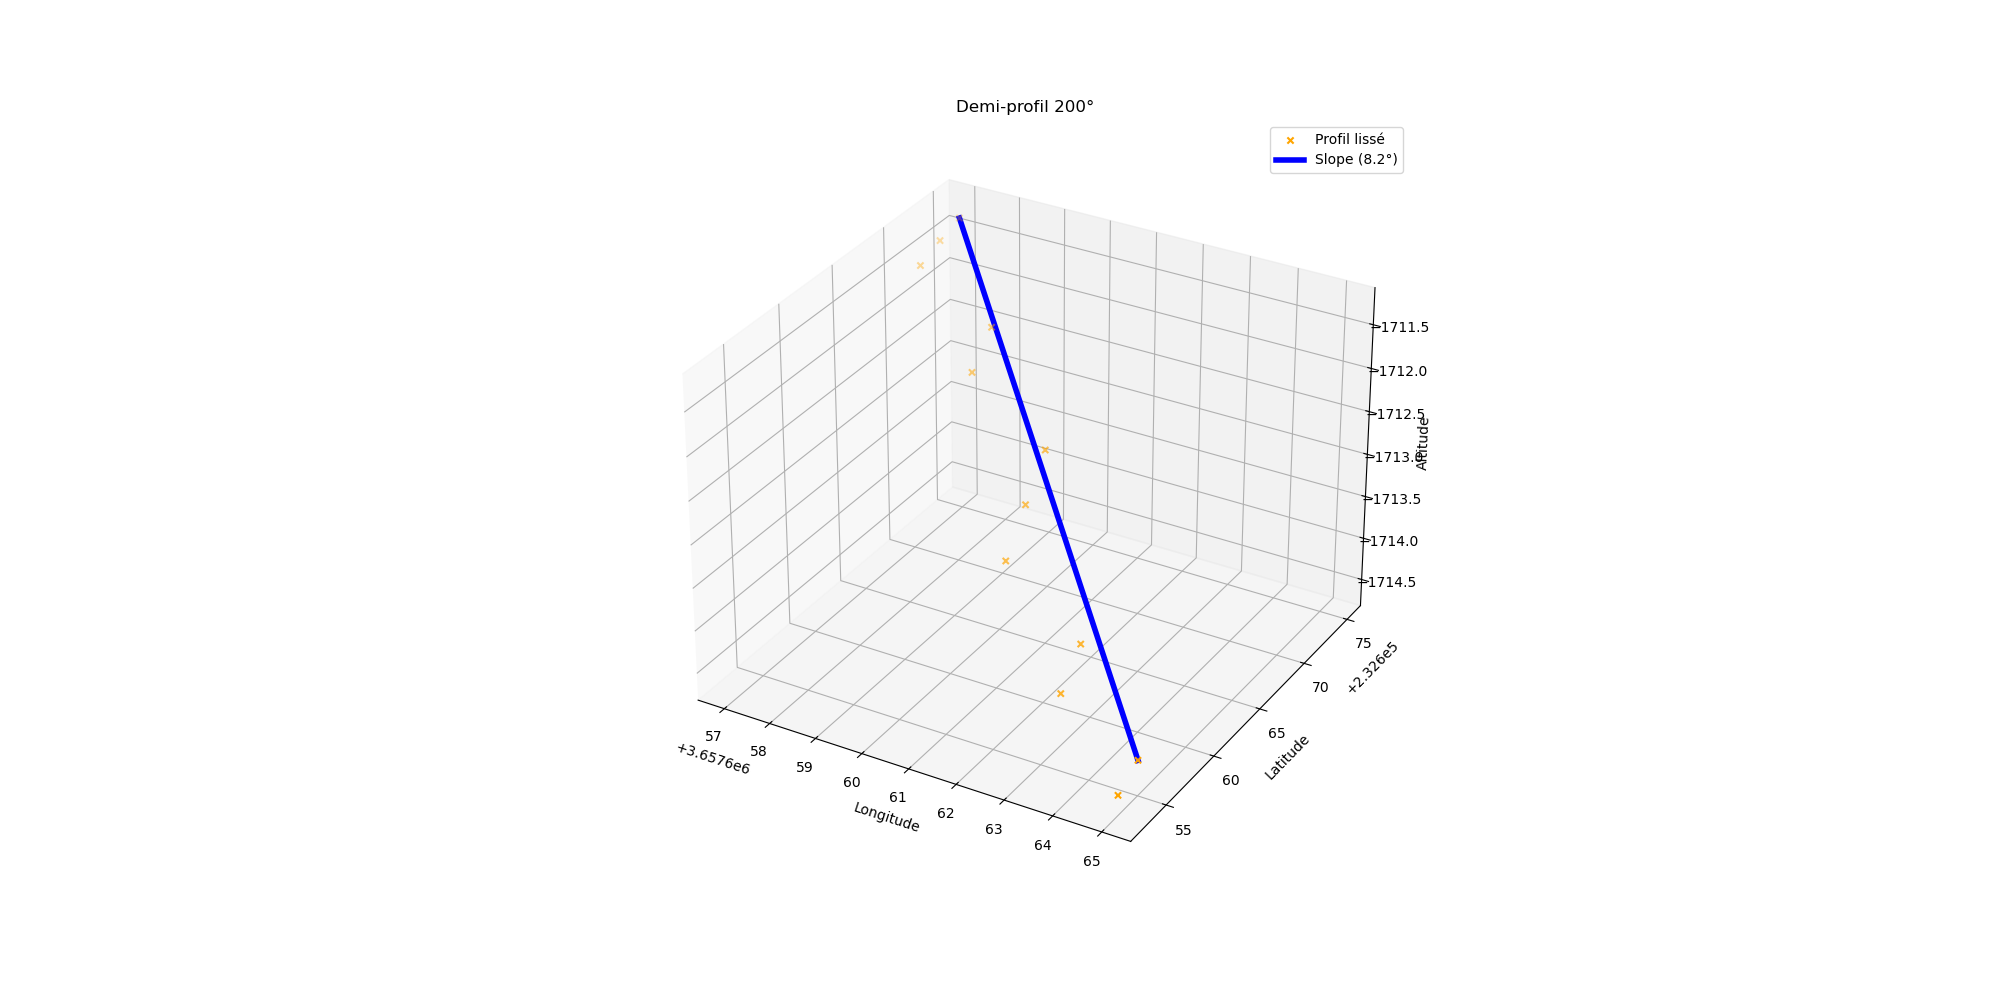 Demi-profil 200°
Profil lissé
Slope (8.2°)
−1711.5
−1712.0
−1712.5
−1713.0
−1713.5
−1714.0
−1714.5
Altitude
75
70
65
60
55
+2.326e5
Latitude
57
58
59
60
61
62
63
64
65
+3.6576e6
Longitude